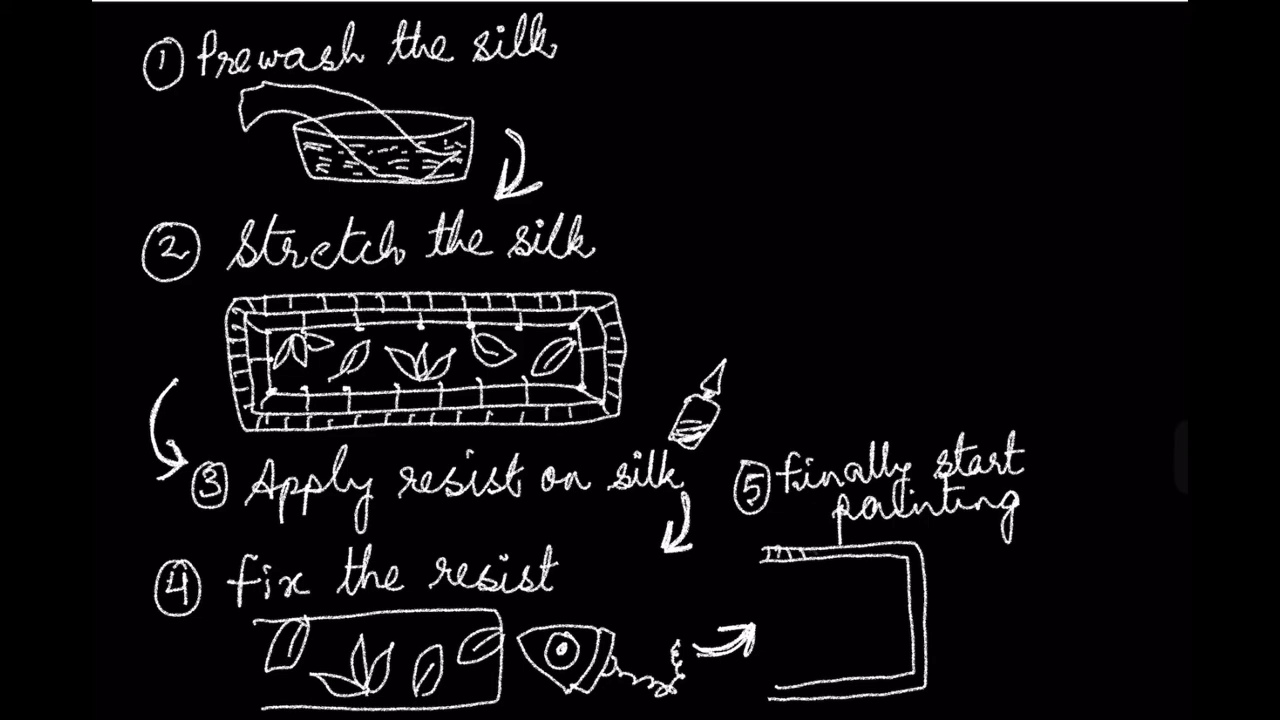 ① Prewash the silk
② Stretch the silk
③ Apply resist on silk
④ fix the resist
⑤ finally start
painting